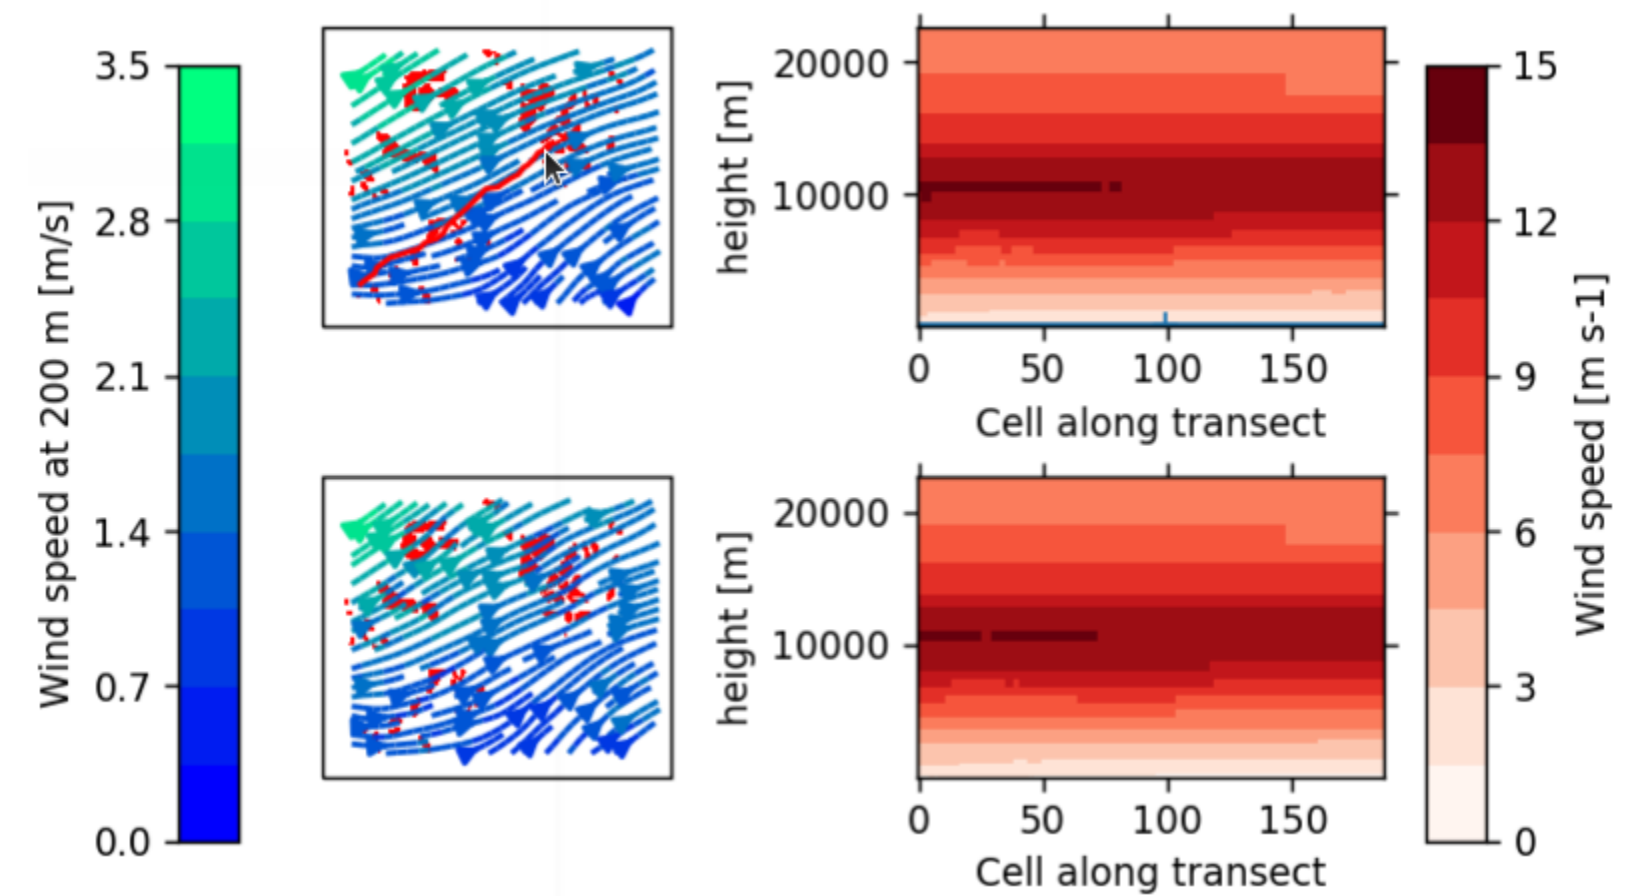 3.5
2.8
2.1
1.4
0.7
0.0
Wind speed at 200 m [m/s]
20000
10000
height [m]
0 50 100 150
Cell along transect
20000
10000
height [m]
0 50 100 150
Cell along transect
15
12
9
6
3
0
Wind speed [m s-1]